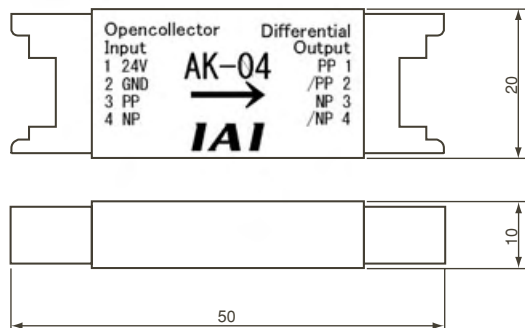 Opencollector
Input
1 24V
2 GND
3 PP
4 NP
AK-04
IAI
Differential
Output
PP 1
/PP 2
NP 3
/NP 4
20
10
50